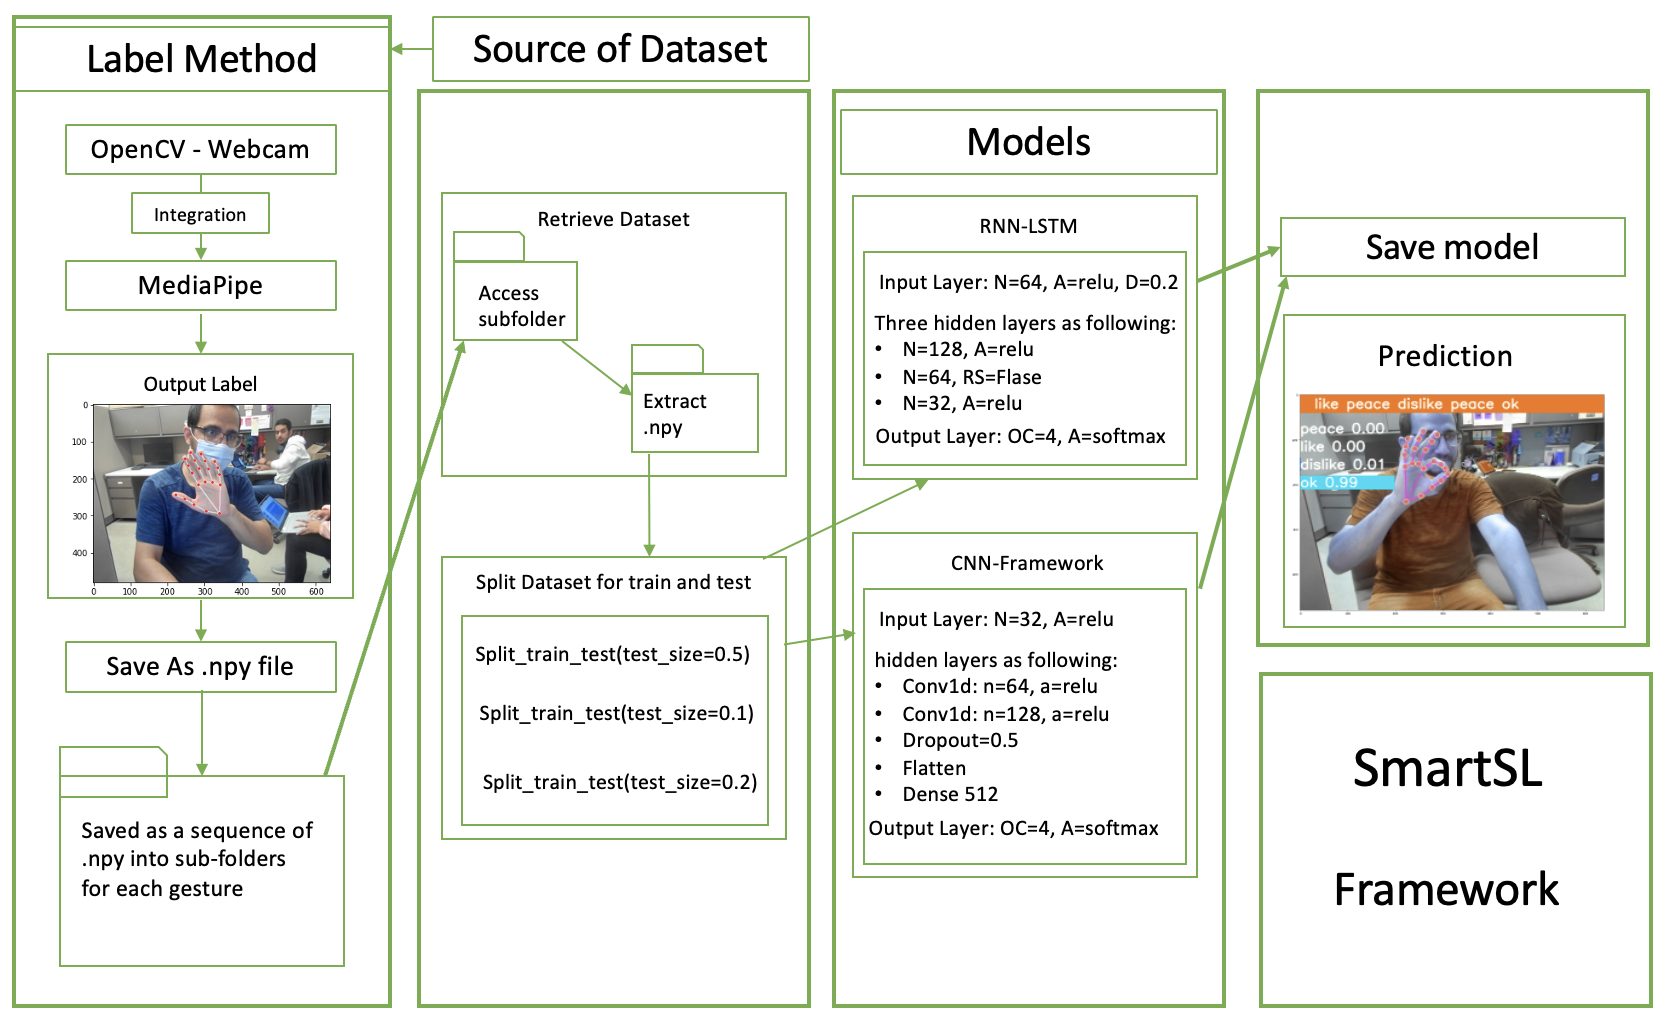 Label Method
OpenCV - Webcam
Integration
MediaPipe
Output Label
0
100
200
300
400
0 100 200 300 400 500 600
Save As .npy file
Saved as a sequence of
.npy into sub-folders
for each gesture
Source of Dataset
Retrieve Dataset
Access
subfolder
Extract
.npy
Split Dataset for train and test
Split_train_test(test_size=0.5)
Split_train_test(test_size=0.1)
Split_train_test(test_size=0.2)
Models
RNN-LSTM
Input Layer: N=64, A=relu, D=0.2
Three hidden layers as following:
• N=128, A=relu
• N=64, RS=Flase
• N=32, A=relu
Output Layer: OC=4, A=softmax
CNN-Framework
Input Layer: N=32, A=relu
hidden layers as following:
• Conv1d: n=64, a=relu
• Conv1d: n=128, a=relu
• Dropout=0.5
• Flatten
• Dense 512
Output Layer: OC=4, A=softmax
Save model
Prediction
like peace dislike peace ok
peace 0.00
like 0.00
dislike 0.01
ok 0.99
SmartSL
Framework